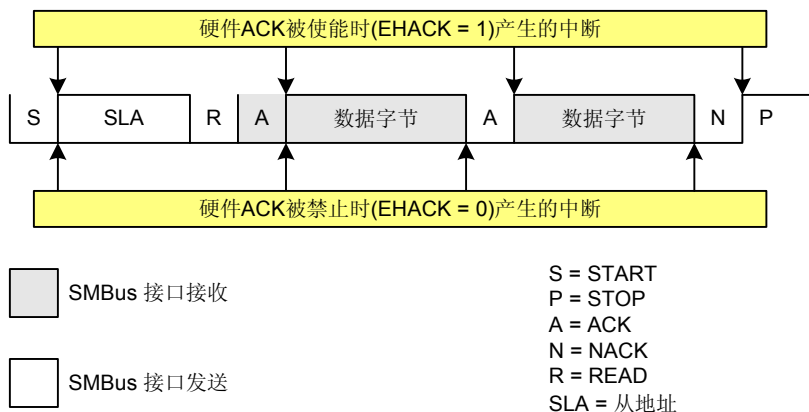 硬件ACK被使能时(EHACK = 1)产生的中断
S SLA R A 数据字节 A 数据字节 N P
硬件ACK被禁止时(EHACK = 0)产生的中断
SMBus 接口接收
SMBus 接口发送
S = START
P = STOP
A = ACK
N = NACK
R = READ
SLA = 从地址